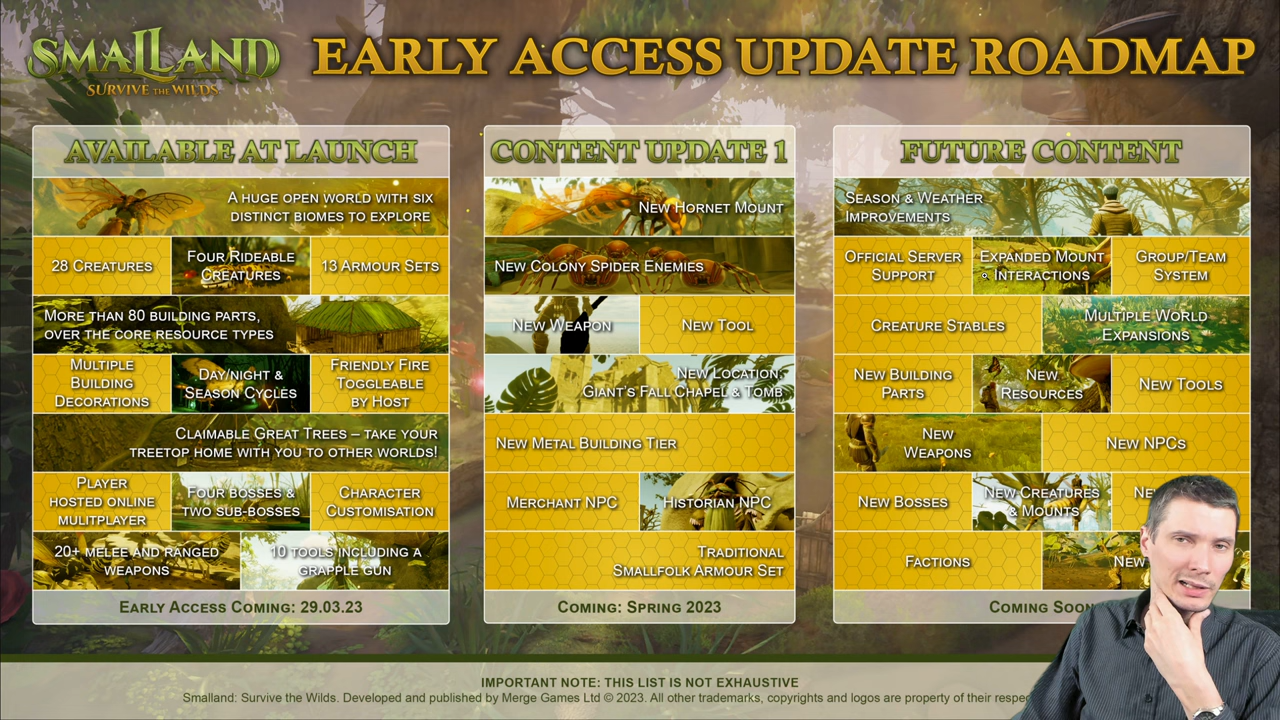 SMALLAND
SURVIVE THE WILDS
EARLY ACCESS UPDATE ROADMAP
AVAILABLE AT LAUNCH
A HUGE OPEN WORLD WITH SIX
DISTINCT BIOMES TO EXPLORE
28 CREATURES
FOUR RIDEABLE
CREATURES
13 ARMOUR SETS
MORE THAN 80 BUILDING PARTS,
OVER THE CORE RESOURCE TYPES
MULTIPLE
BUILDING
DECORATIONS
DAY/NIGHT &
SEASON CYCLES
FRIENDLY FIRE
TOGGLEABLE
BY HOST
CLAIMABLE GREAT TREES – TAKE YOUR
TREETOP HOME WITH YOU TO OTHER WORLDS!
PLAYER
HOSTED ONLINE
MULITPLAYER
FOUR BOSSES &
TWO SUB-BOSSES
CHARACTER
CUSTOMISATION
20+ MELEE AND RANGED
WEAPONS
10 TOOLS INCLUDING A
GRAPPLE GUN
EARLY ACCESS COMING: 29.03.23
CONTENT UPDATE 1
NEW HORNET MOUNT
NEW COLONY SPIDER ENEMIES
NEW WEAPON
NEW TOOL
NEW LOCATION:
GIANT'S FALL CHAPEL & TOMB
NEW METAL BUILDING TIER
MERCHANT NPC
HISTORIAN NPC
TRADITIONAL
SMALLFOLK ARMOUR SET
COMING: SPRING 2023
FUTURE CONTENT
SEASON & WEATHER
IMPROVEMENTS
OFFICIAL SERVER
SUPPORT
EXPANDED MOUNT
INTERACTIONS
GROUP/TEAM
SYSTEM
CREATURE STABLES
MULTIPLE WORLD
EXPANSIONS
NEW BUILDING
PARTS
NEW
RESOURCES
NEW TOOLS
NEW
WEAPONS
NEW NPCS
NEW BOSSES
NEW CREATURES
& MOUNTS
FACTIONS
NEW
COMING SOON
IMPORTANT NOTE: THIS LIST IS NOT EXHAUSTIVE
Smalland: Survive the Wilds. Developed and published by Merge Games Ltd © 2023. All other trademarks, copyrights and logos are property of their